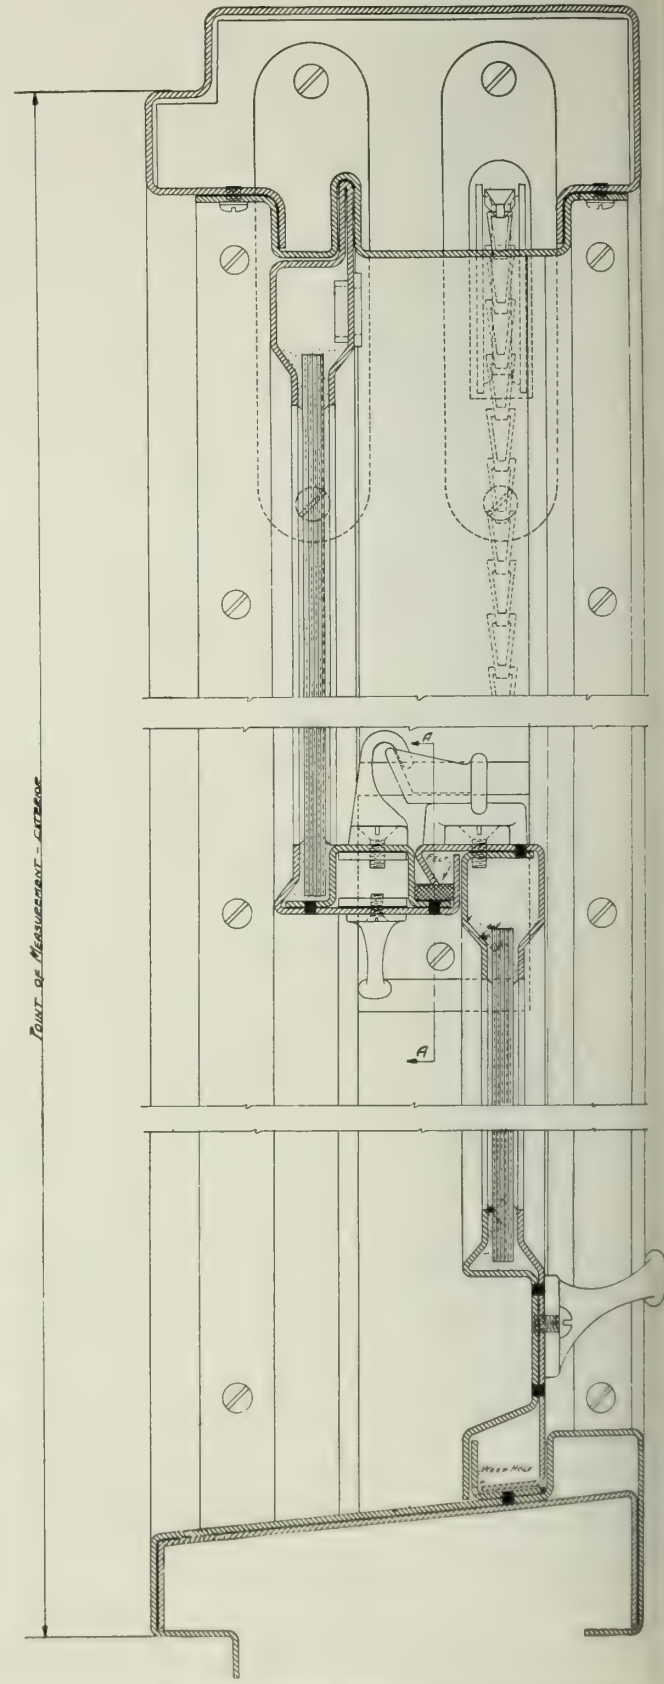 A
FELT
A
POINT OF MEASUREMENT - EXTERIOR
WEEP HOLE